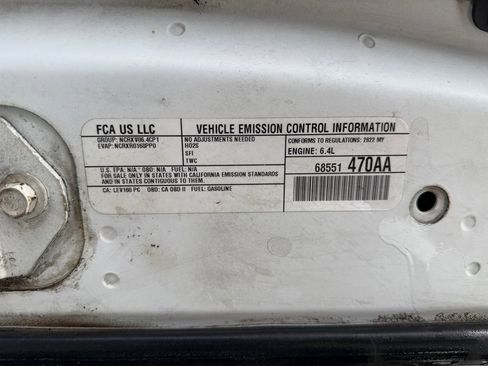 FCA US LLC
VEHICLE EMISSION CONTROL INFORMATION
GROUP: NCRXV06.4CP1
EVAP: NCRXR0168PP0
NO ADJUSTMENTS NEEDED
HO2S
SFI
TWC
CONFORMS TO REGULATIONS: 2022 MY
ENGINE: 6.4L
68551 470AA
U.S. EPA: N/A OBD: N/A FUEL: N/A
FOR SALE ONLY IN STATES WITH CALIFORNIA EMISSION STANDARDS
AND IN STATES CONTIGUOUS TO THEM.
CA: LEV160 PC OBD: CA OBD II FUEL: GASOLINE